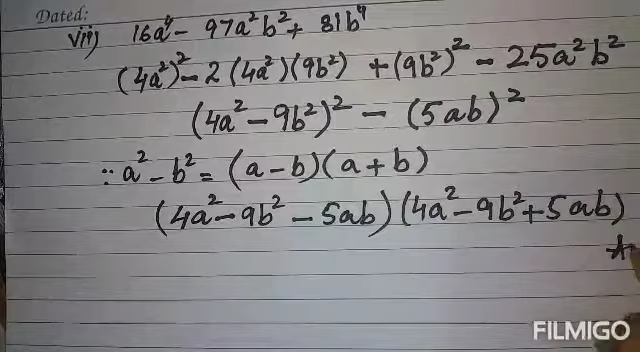 Dated:
vii) 16a⁴ - 97a²b² + 81b⁴
(4a²)² - 2(4a²)(9b²) + (9b²)² - 25a²b²
(4a² - 9b²)² - (5ab)²
∵ a² - b² = (a - b)(a + b)
(4a² - 9b² - 5ab)(4a² - 9b² + 5ab)
FILMIGO